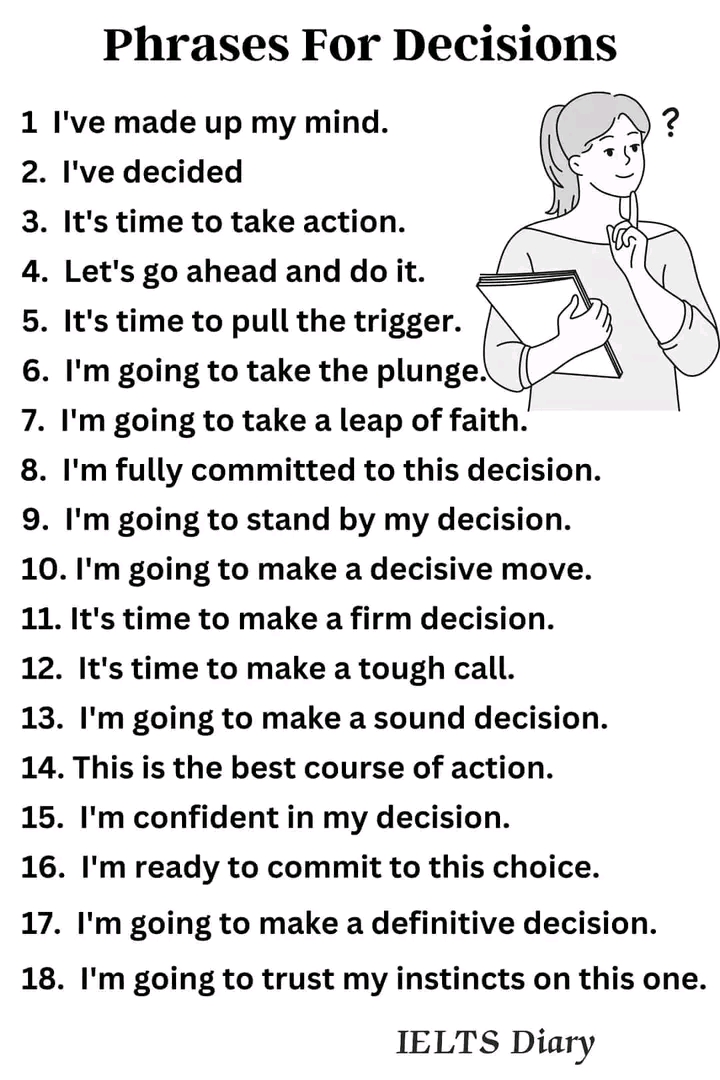 Phrases For Decisions
?
1 I've made up my mind.
2. I've decided
3. It's time to take action.
4. Let's go ahead and do it.
5. It's time to pull the trigger.
6. I'm going to take the plunge.
7. I'm going to take a leap of faith.
8. I'm fully committed to this decision.
9. I'm going to stand by my decision.
10. I'm going to make a decisive move.
11. It's time to make a firm decision.
12. It's time to make a tough call.
13. I'm going to make a sound decision.
14. This is the best course of action.
15. I'm confident in my decision.
16. I'm ready to commit to this choice.
17. I'm going to make a definitive decision.
18. I'm going to trust my instincts on this one.
IELTS Diary